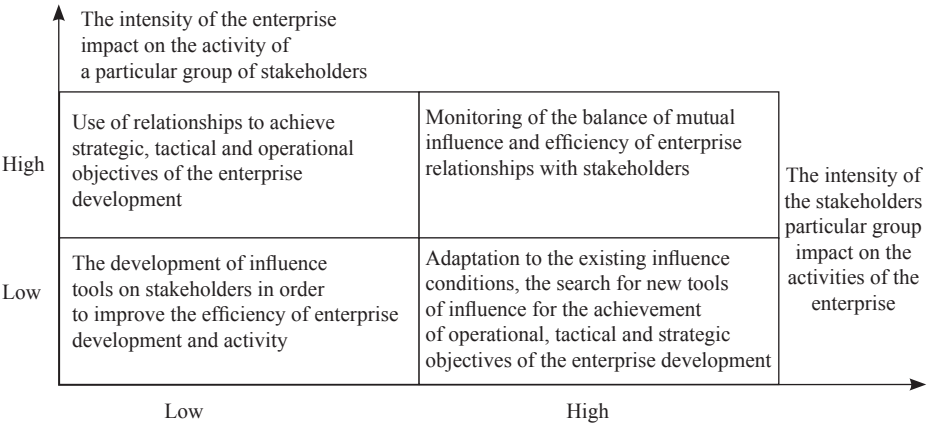 The intensity of the enterprise
impact on the activity of
a particular group of stakeholders
Use of relationships to achieve
strategic, tactical and operational
objectives of the enterprise
development
Monitoring of the balance of mutual
influence and efficiency of enterprise
relationships with stakeholders
High
The intensity of
the stakeholders
particular group
impact on the
activities of the
enterprise
The development of influence
tools on stakeholders in order
to improve the efficiency of enterprise
development and activity
Adaptation to the existing influence
conditions, the search for new tools
of influence for the achievement
of operational, tactical and strategic
objectives of the enterprise development
Low
Low
High